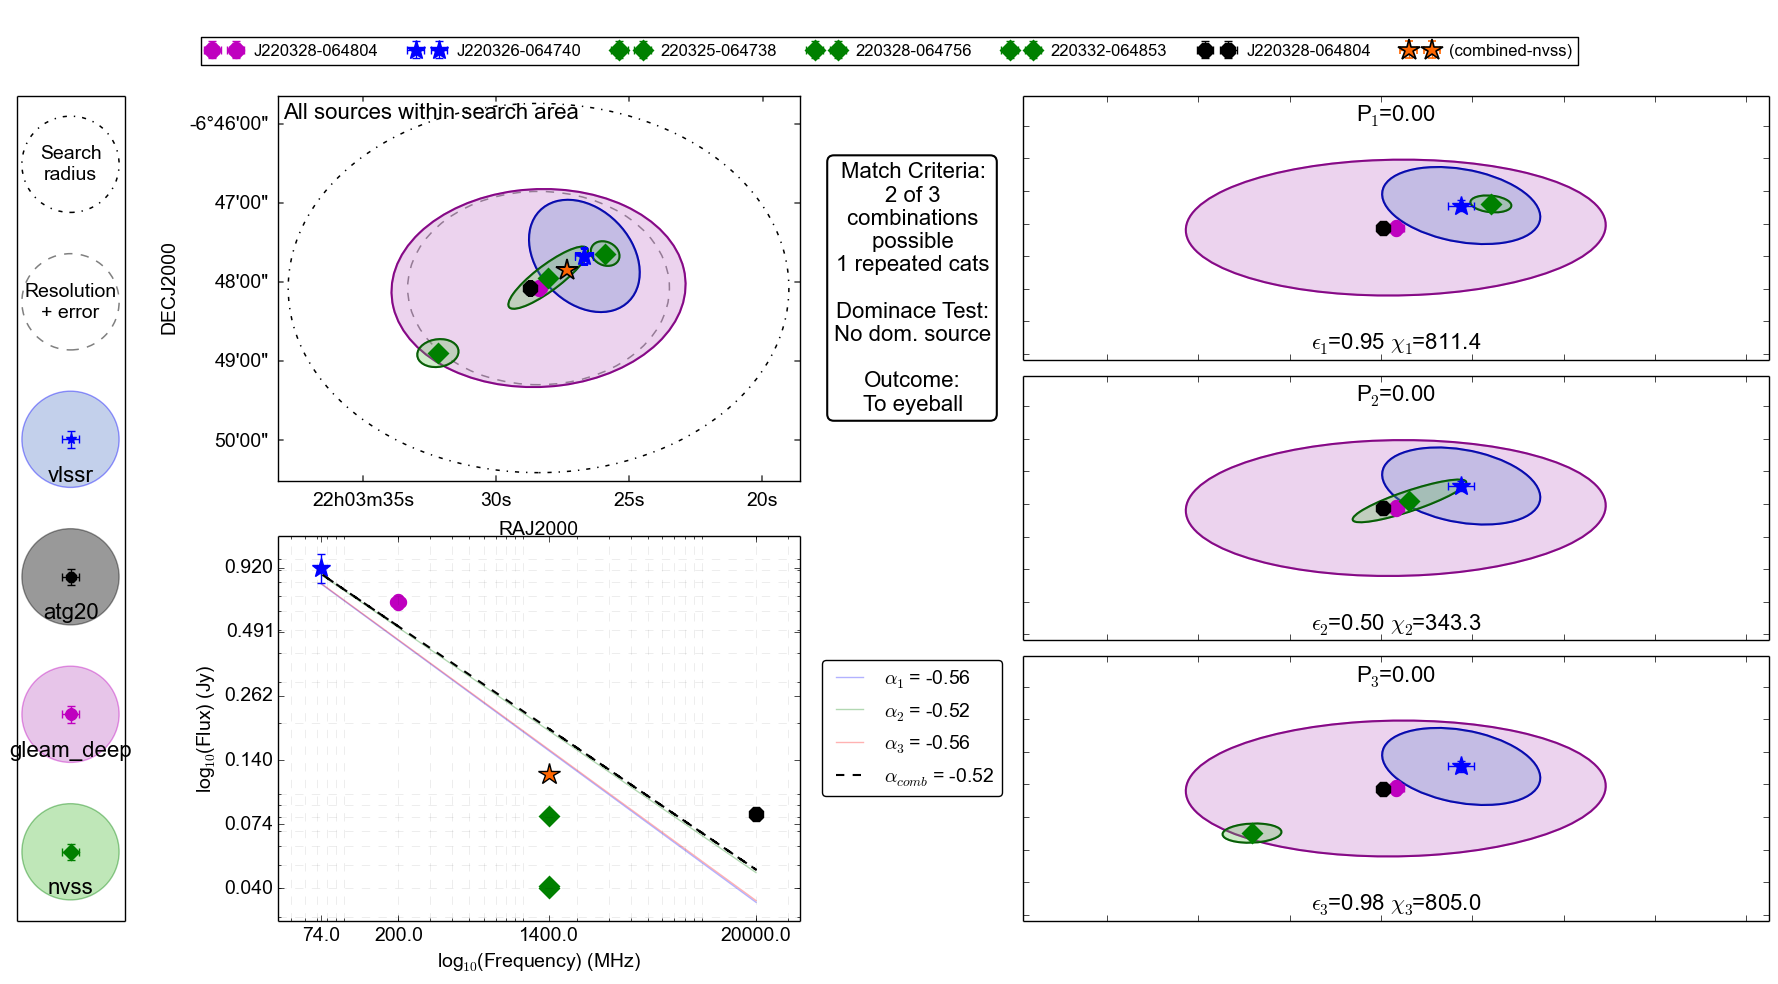 J220328-064804 J220326-064740 220325-064738 220328-064756 220332-064853 J220328-064804 (combined-nvss)
Search
radius
Resolution
+ error
vlssr
atg20
gleam_deep
nvss
All sources within search area
-6°46'00"
47'00"
48'00"
49'00"
50'00"
DECJ2000
22h03m35s 30s 25s 20s
RAJ2000
Match Criteria:
2 of 3
combinations
possible
1 repeated cats
Dominace Test:
No dom. source
Outcome:
To eyeball
P1=0.00
ϵ1=0.95 χ1=811.4
P2=0.00
ϵ2=0.50 χ2=343.3
P3=0.00
ϵ3=0.98 χ3=805.0
0.920
0.491
0.262
0.140
0.074
0.040
log10(Flux) (Jy)
74.0 200.0 1400.0 20000.0
log10(Frequency) (MHz)
α1 = -0.56
α2 = -0.52
α3 = -0.56
αcomb = -0.52